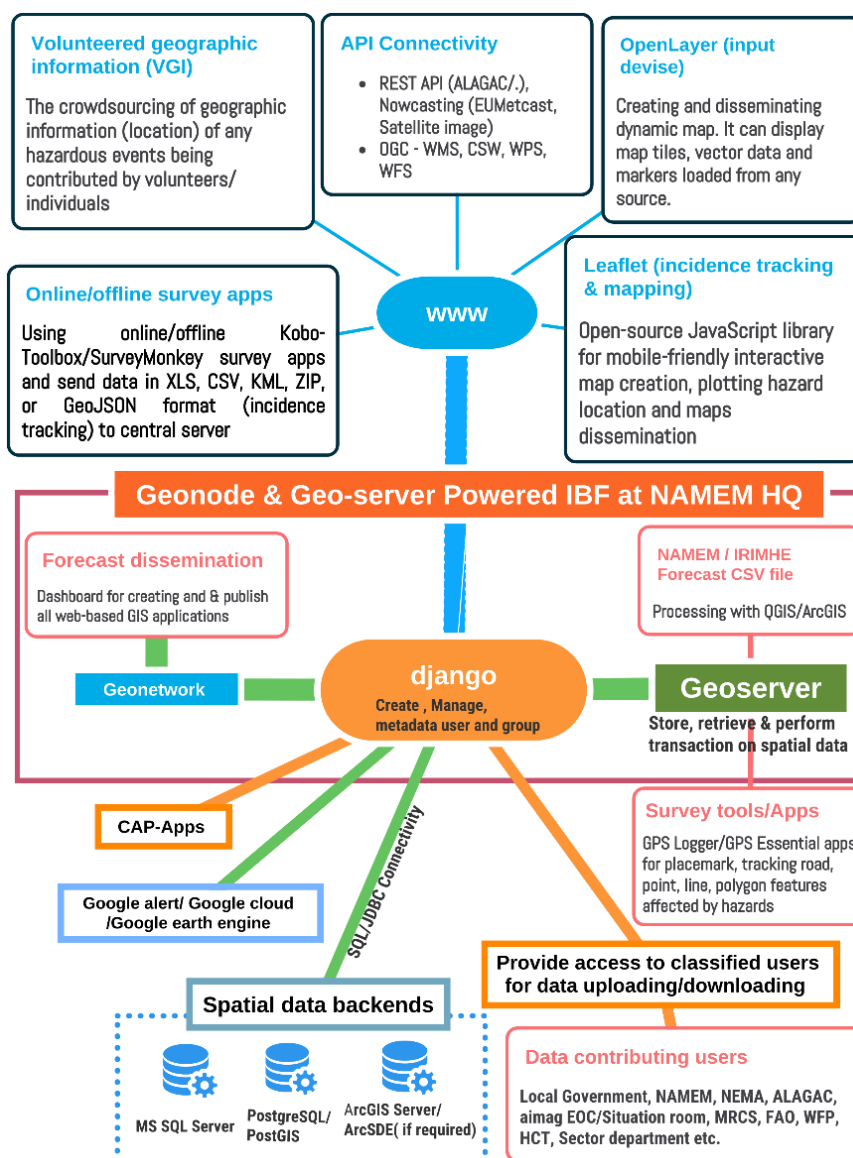 Volunteered geographic
information (VGI)
The crowdsourcing of geographic
information (location) of any
hazardous events being
contributed by volunteers/
individuals
API Connectivity
• REST API (ALAGAC/.),
Nowcasting (EUMetcast,
Satellite image)
• OGC - WMS, CSW, WPS,
WFS
OpenLayer (input
devise)
Creating and disseminating
dynamic map. It can display
map tiles, vector data and
markers loaded from any
source.
Online/offline survey apps
Using online/offline Kobo-
Toolbox/SurveyMonkey survey apps
and send data in XLS, CSV, KML, ZIP,
or GeoJSON format (incidence
tracking) to central server
www
Leaflet (incidence tracking
& mapping)
Open-source JavaScript library
for mobile-friendly interactive
map creation, plotting hazard
location and maps
dissemination
Geonode & Geo-server Powered IBF at NAMEM HQ
Forecast dissemination
Dashboard for creating and & publish
all web-based GIS applications
NAMEM / IRIMHE
Forecast CSV file
Processing with QGIS/ArcGIS
Geonetwork
django
Create , Manage,
metadata user and group
Geoserver
Store, retrieve & perform
transaction on spatial data
CAP-Apps
Survey tools/Apps
GPS Logger/GPS Essential apps
for placemark, tracking road,
point, line, polygon features
affected by hazards
Google alert/ Google cloud
/Google earth engine
SQL/JDBC Connectivity
Provide access to classified users
for data uploading/downloading
Spatial data backends
MS SQL Server
PostgreSQL/
PostGIS
ArcGIS Server/
ArcSDE( if required)
Data contributing users
Local Government, NAMEM, NEMA, ALAGAC,
aimag EOC/Situation room, MRCS, FAO, WFP,
HCT, Sector department etc.